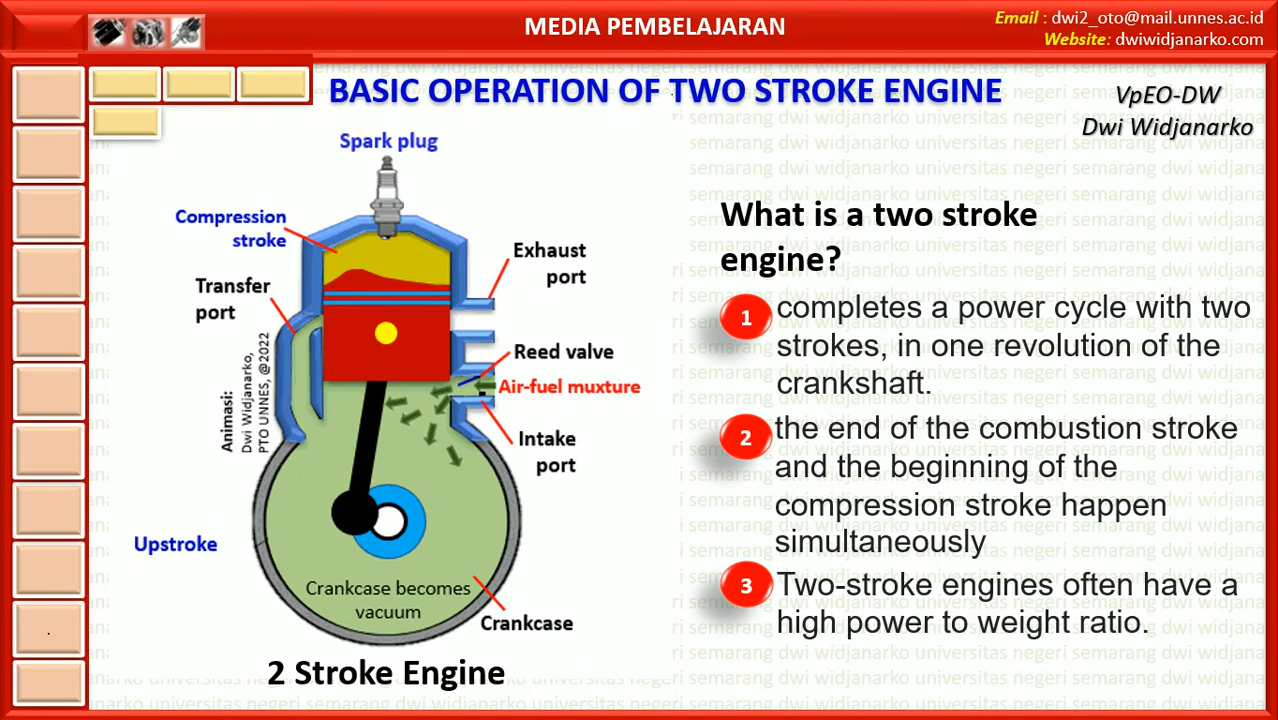 MEDIA PEMBELAJARAN
Email : dwi2_oto@mail.unnes.ac.id
Website: dwiwidjanarko.com
BASIC OPERATION OF TWO STROKE ENGINE
VpEO-DW
Dwi Widjanarko
Spark plug
Compression
stroke
Exhaust
port
Transfer
port
Reed valve
Air-fuel muxture
Intake
port
Animasi:
Dwi Widjanarko,
PTO UNNES, @2022
Upstroke
Crankcase becomes
vacuum
Crankcase
2 Stroke Engine
What is a two stroke
engine?
1
completes a power cycle with two
strokes, in one revolution of the
crankshaft.
2
the end of the combustion stroke
and the beginning of the
compression stroke happen
simultaneously
3
Two-stroke engines often have a
high power to weight ratio.